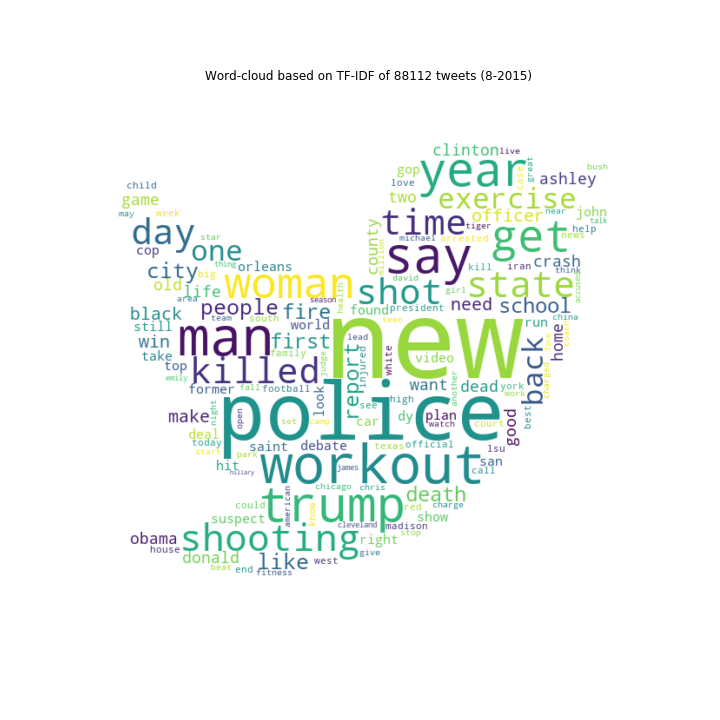 Word-cloud based on TF-IDF of 88112 tweets (8-2015)
clinton live
great
bush
year
case
gop
love
ashley
child
game
may week
two
exercise
time
officer near john
talk
tiger
day
star
one
cop
thing
orleans
county
million
michael arrested
say
get
news help
city
big
woman
david
kill
iran
crash
think
accused
old life
area
season
health
shot
girl
state
people
south
fire
found president
need school
black
still
world
new
teen
run china
coach
win
man
first
lead
white
video
back
home
take
top
family
judge
injured
killed
report
another
charged
emily
former fall football
look
want dead york
work
night
open
police
see high
make
set camp
car
dy
plan
watch
court
good
best
deal
today
start
saint debate
texas official
lsu
hit
park
hillary
james
workout
san
call
chicago chris
trump
death
american
know
red
could
suspect
cleveland madison
show charge
stop
obama
house
shooting
right
give
donald
beat
end
like
fitness
west